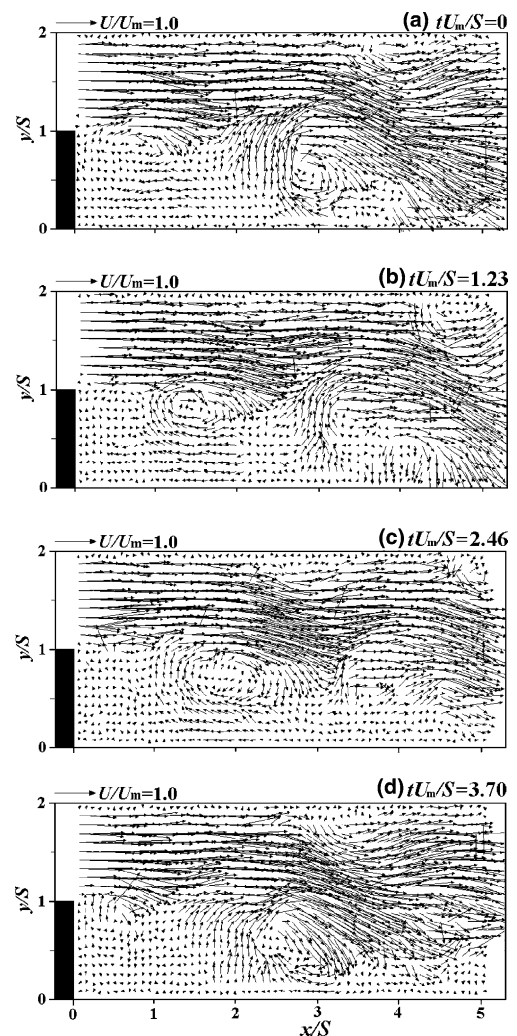 U/Um=1.0 (a) tUm/S=0
2
y/S
1
0
U/Um=1.0 (b) tUm/S=1.23
2
y/S
1
0
U/Um=1.0 (c) tUm/S=2.46
2
y/S
1
0
U/Um=1.0 (d) tUm/S=3.70
2
y/S
1
0
0 1 2 3 4 5
x/S